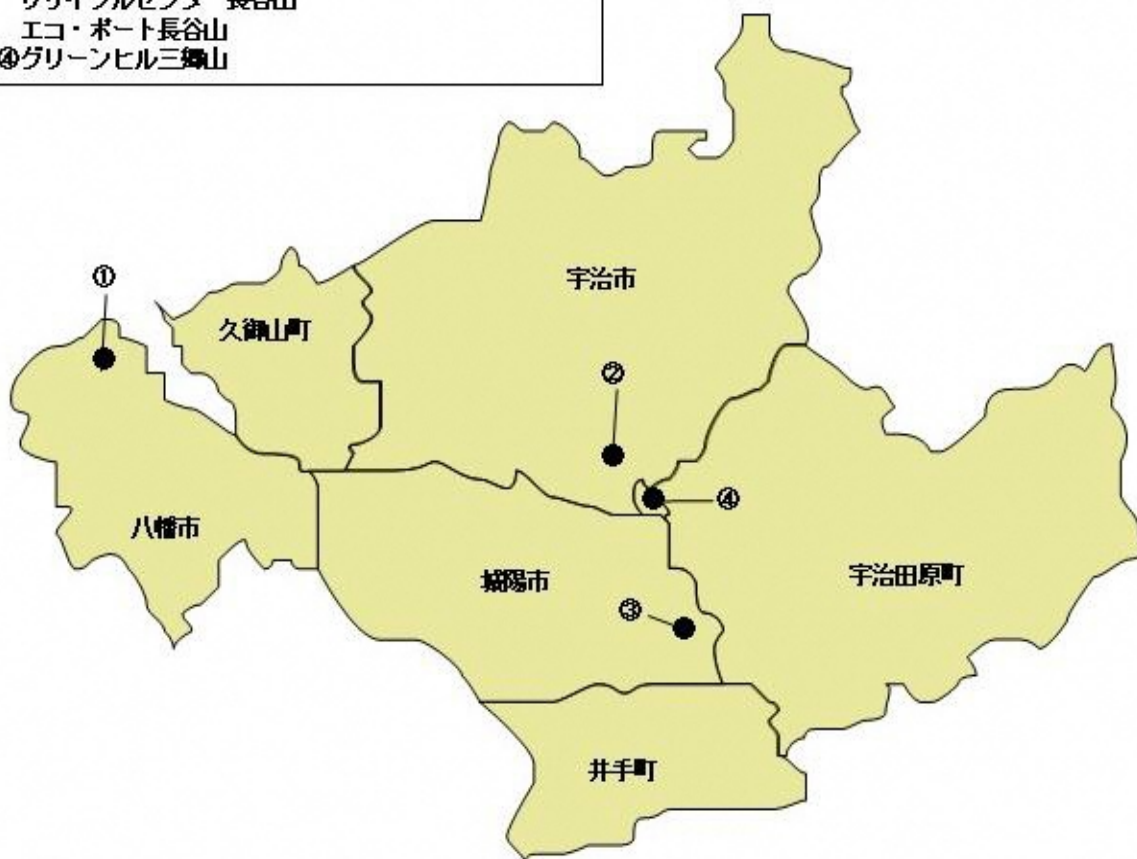 エコ・ポート長谷山
④グリーンヒル三郷山
①
宇治市
久御山町
②
④
八幡市
宇治田原町
城陽市
③
井手町